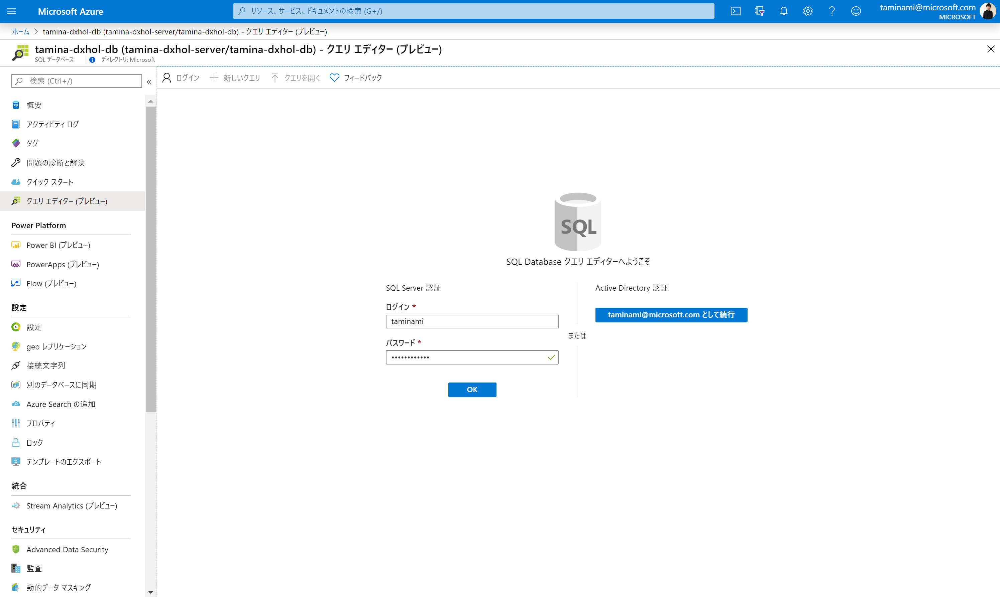 Microsoft Azure
リソース、サービス、ドキュメントの検索 (G+/)
taminami@microsoft.com
MICROSOFT
ホーム > tamina-dxhol-db (tamina-dxhol-server/tamina-dxhol-db) - クエリ エディター (プレビュー)
tamina-dxhol-db (tamina-dxhol-server/tamina-dxhol-db) - クエリ エディター (プレビュー)
SQL データベース
ディレクトリ: Microsoft
検索 (Ctrl+/)
«
ログイン
新しいクエリ
クエリを開く
フィードバック
概要
アクティビティ ログ
タグ
問題の診断と解決
クイック スタート
クエリ エディター (プレビュー)
Power Platform
Power BI (プレビュー)
PowerApps (プレビュー)
Flow (プレビュー)
設定
設定
geo レプリケーション
接続文字列
別のデータベースに同期
Azure Search の追加
プロパティ
ロック
テンプレートのエクスポート
統合
Stream Analytics (プレビュー)
セキュリティ
Advanced Data Security
監査
動的データ マスキング
SQL
SQL Database クエリ エディターへようこそ
SQL Server 認証
ログイン *
taminami
パスワード *
••••••••••••
OK
または
Active Directory 認証
taminami@microsoft.com として続行